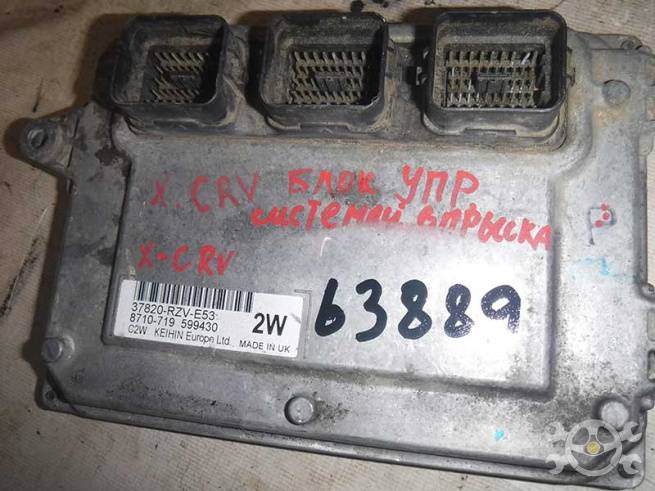 X. CRV БЛОК УПР
СИСТЕМОЙ ВПРЫСКА
X-CRV
37820-RZV-E53
8710-719 599430
2W
C2W KEIHIN Europe Ltd. MADE IN UK
63889
P